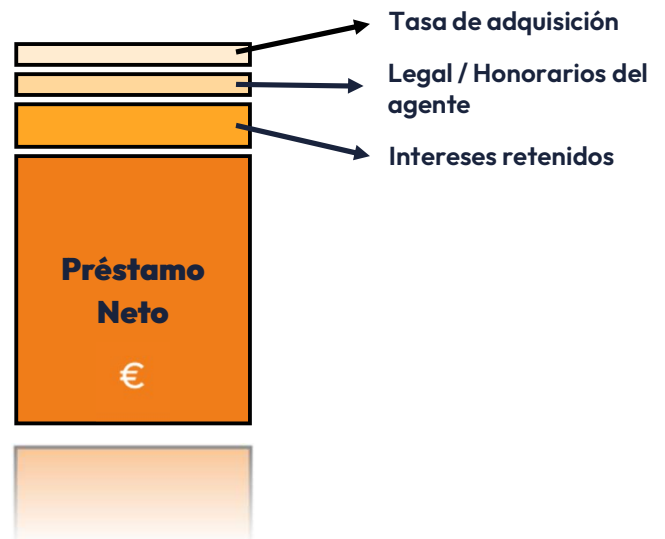 Tasa de adquisición
Legal / Honorarios del
agente
Intereses retenidos
Préstamo
Neto
€